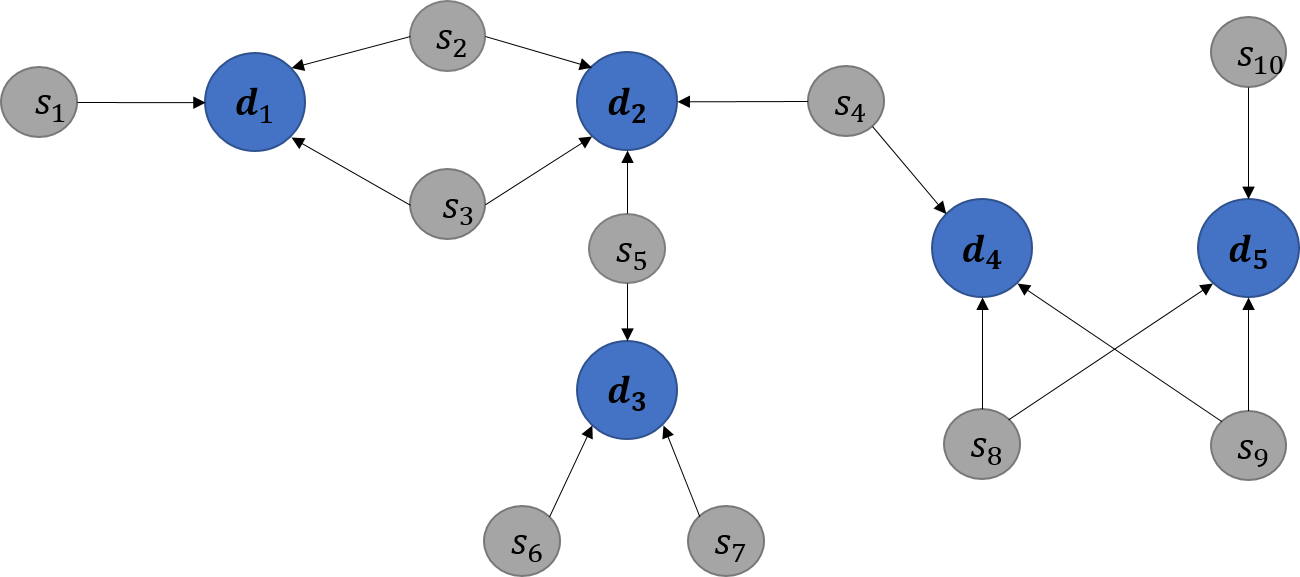 s₂
s₁₀
s₁
d₁
d₂
s₄
s₃
s₅
d₄
d₅
d₃
s₈
s₉
s₆
s₇